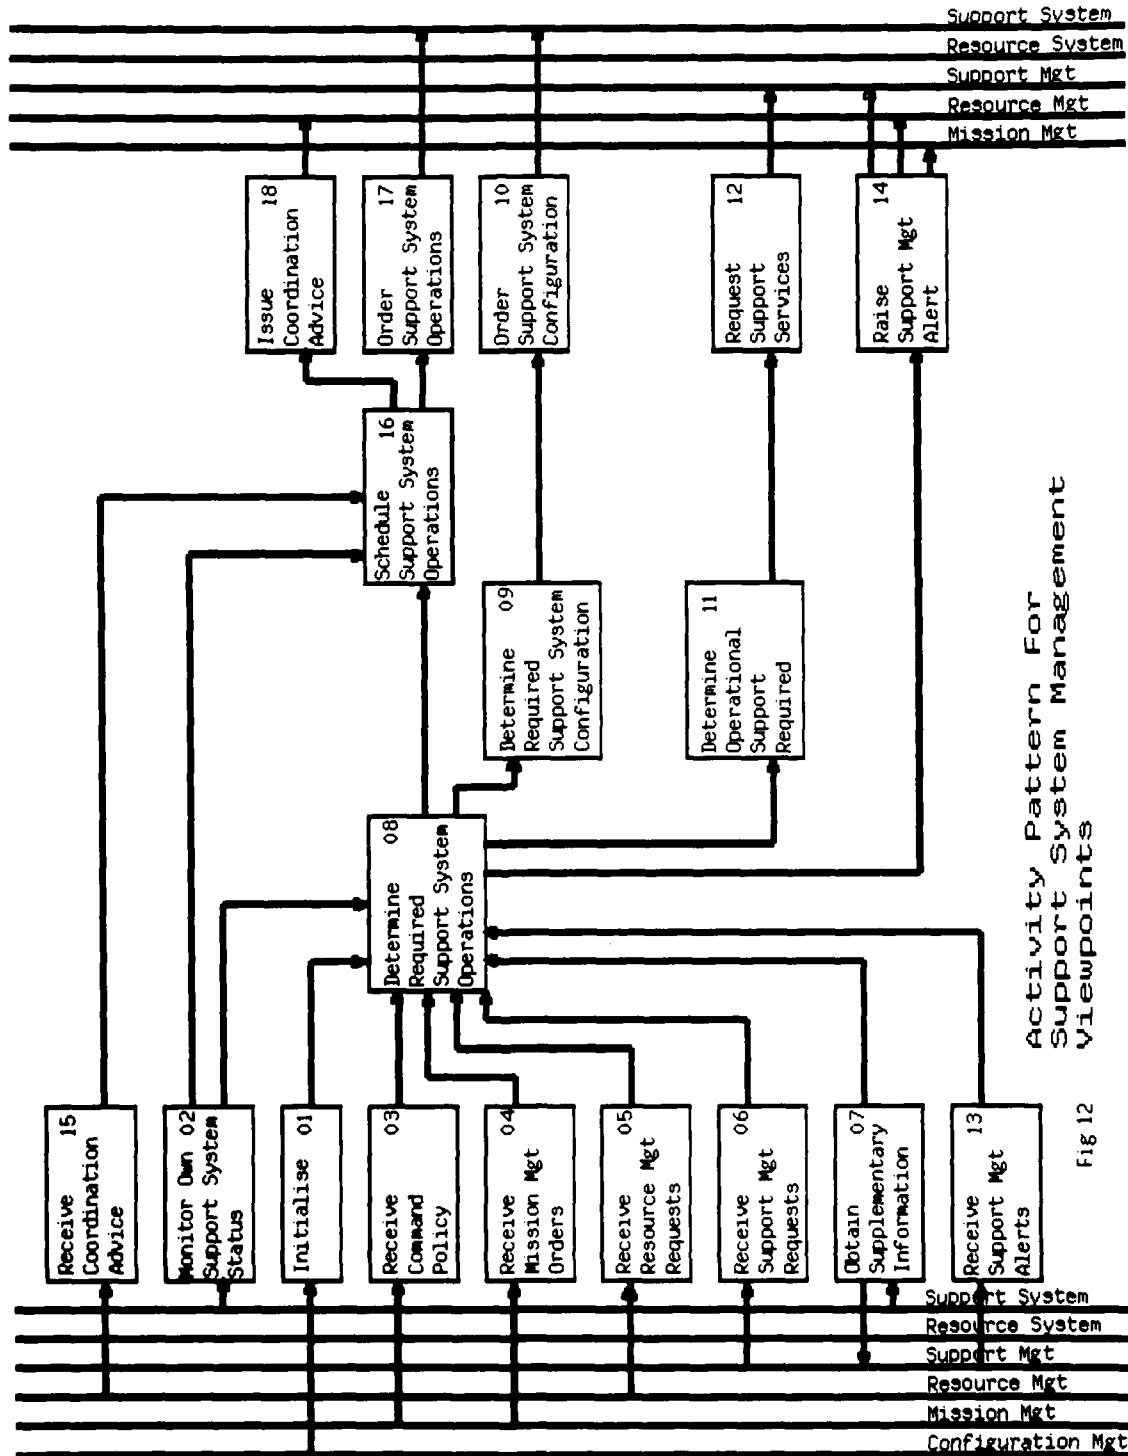 Support System
Resource System
Support Mgt
Resource Mgt
Mission Mgt
Issue 18
Coordination
Advice
Order 17
Support System
Operations
Order 10
Support System
Configuration
Request 12
Support
Services
Raise 14
Support Mgt
Alert
Schedule 16
Support System
Operations
Determine 09
Required
Support System
Configuration
Determine 11
Operational
Support
Required
Determine 08
Required
Support System
Operations
Receive 15
Coordination
Advice
Monitor Own 02
Support System
Status
Initialise 01
Receive 03
Command
Policy
Receive 04
Mission Mgt
Orders
Receive 05
Resource Mgt
Requests
Receive 06
Support Mgt
Requests
Obtain 07
Supplementary
Information
Receive 13
Support Mgt
Alerts
Support System
Resource System
Support Mgt
Resource Mgt
Mission Mgt
Configuration Mgt
Fig 12
Activity Pattern For
Support System Management
Viewpoints